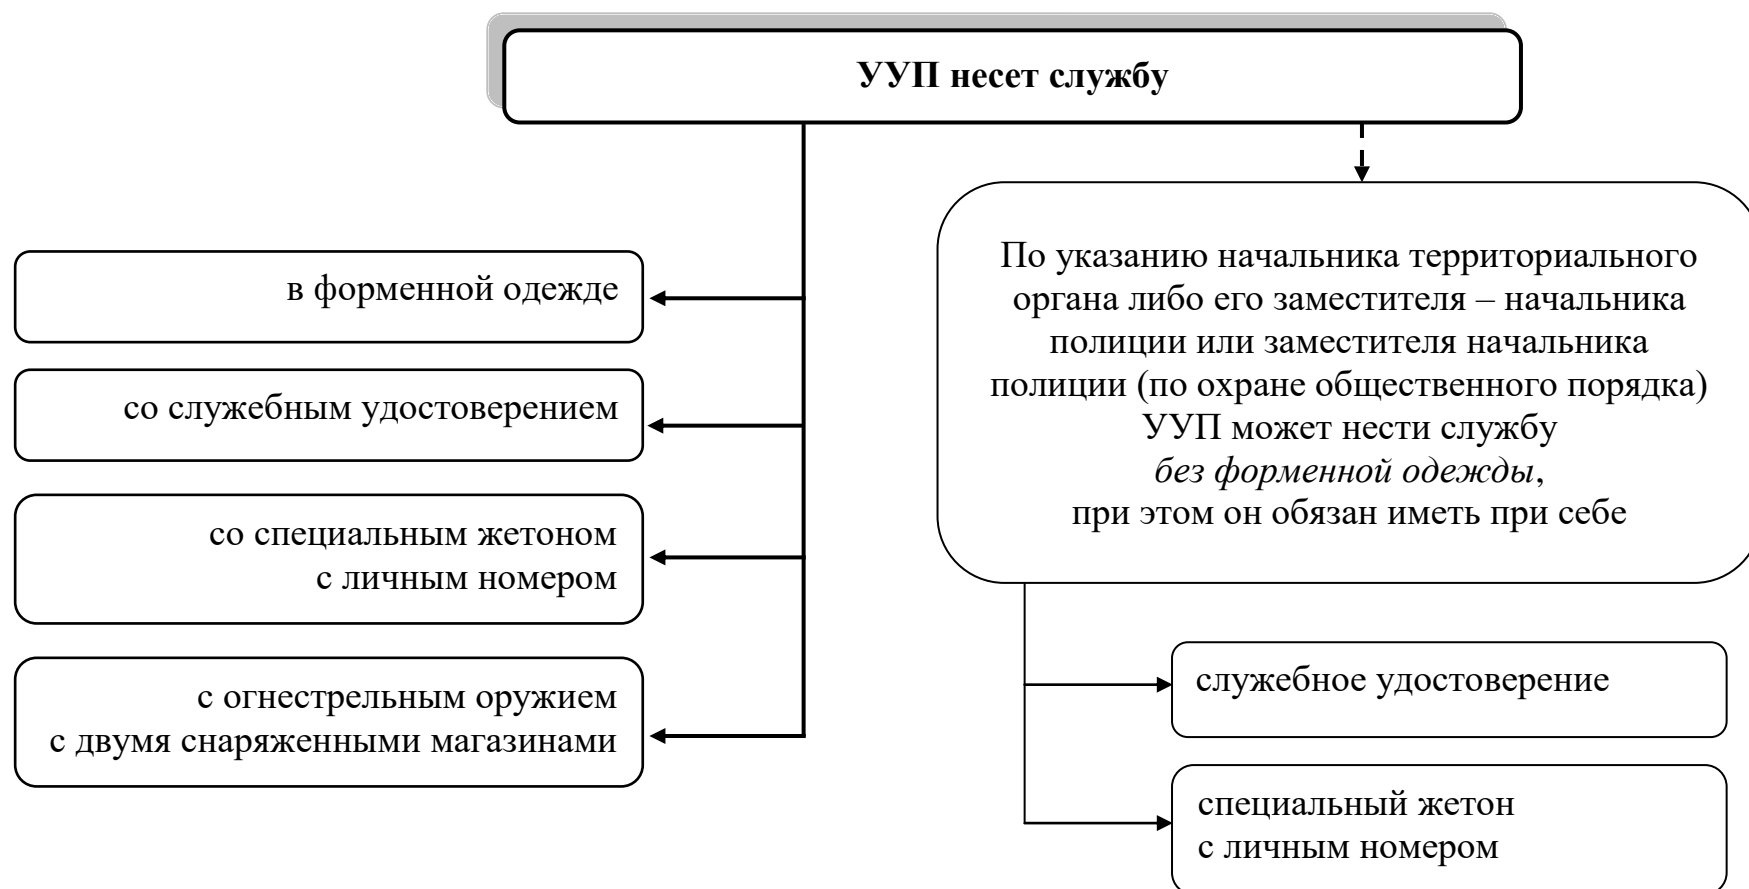 УУП несет службу
в форменной одежде
со служебным удостоверением
со специальным жетоном
с личным номером
с огнестрельным оружием
с двумя снаряженными магазинами
По указанию начальника территориального
органа либо его заместителя – начальника
полиции или заместителя начальника
полиции (по охране общественного порядка)
УУП может нести службу
без форменной одежды,
при этом он обязан иметь при себе
служебное удостоверение
специальный жетон
с личным номером